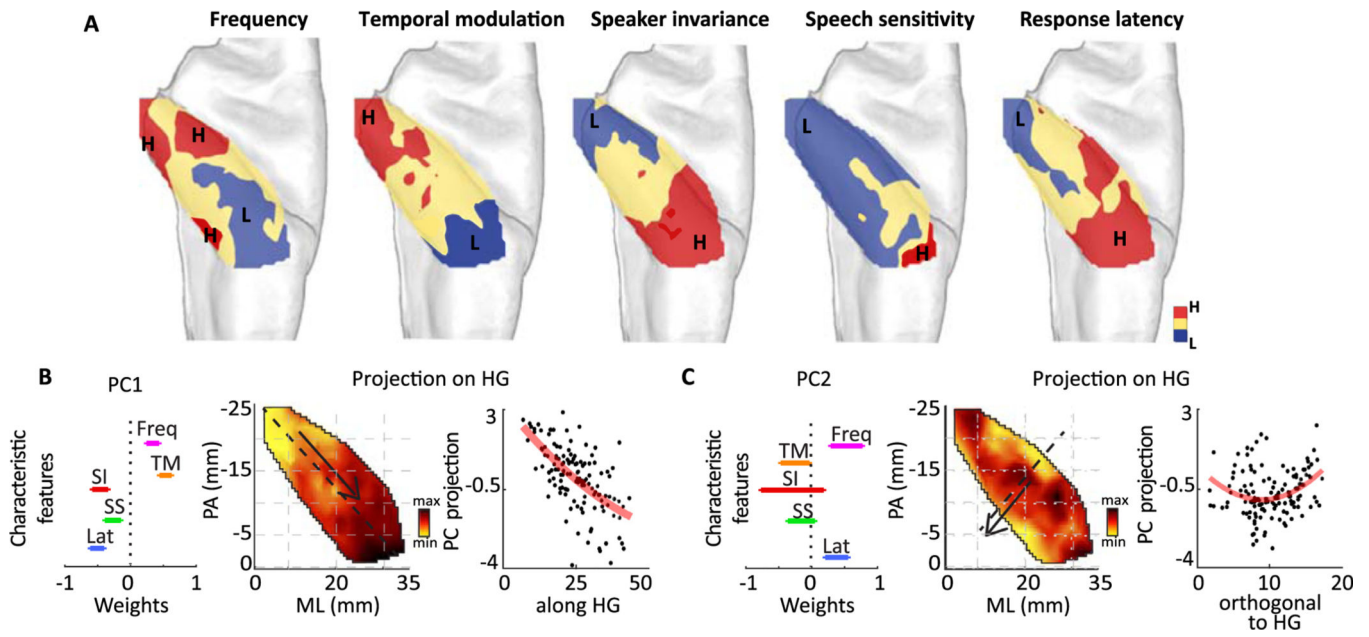 Frequency Temporal modulation Speaker invariance Speech sensitivity Response latency
A
H
H
L
H
H
L
L
H
L
H
L
H
H
L
B
PC1
Projection on HG
Characteristic
features
Freq
TM
SI
SS
Lat
-1 0 1
Weights
PA (mm)
-25
-15
-5
0
0 20 35
ML (mm)
max
min
PC projection
3
-0.5
-4
0 25 50
along HG
C
PC2
Projection on HG
Characteristic
features
Freq
TM
SI
SS
Lat
-1 0 1
Weights
PA (mm)
-25
-15
-5
0
0 20 35
ML (mm)
max
min
PC projection
3
-0.5
-4
0 10 20
orthogonal
to HG